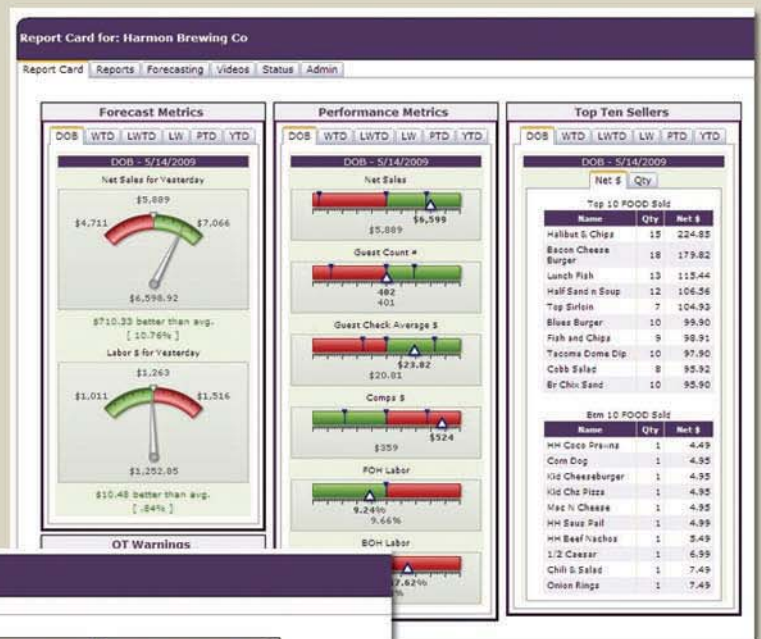 Report Card for: Harmon Brewing Co
Report Card Reports Forecasting Videos Status Admin
Forecast Metrics
DOB WTD LWTD LW PTD YTD
DOB - 5/14/2009
Net Sales for Yesterday
$5,889
$4,711 $7,066
$6,598.92
$710.33 better than avg.
[ 10.76% ]
Labor $ for Yesterday
$1,263
$1,011 $1,516
$1,252.85
$10.48 better than avg.
[ .84% ]
OT Warnings
Performance Metrics
DOB WTD LWTD LW PTD YTD
DOB - 5/14/2009
Net Sales
$6,599
$5,889
Guest Count #
402
401
Guest Check Average $
$23.82
$20.81
Comps $
$524
$359
FOH Labor
9.24%
9.66%
BOH Labor
7.62%
Top Ten Sellers
DOB WTD LWTD LW PTD YTD
DOB - 5/14/2009
Net $ Qty
Top 10 FOOD Sold
Name Qty Net $
Halibut & Chips 15 224.85
Bacon Cheese
Burger 18 179.82
Lunch Fish 13 115.44
Half Sand n Soup 12 106.56
Top Sirloin 7 104.93
Blues Burger 10 99.90
Fish and Chips 9 98.91
Tacoma Dome Dip 10 97.90
Cobb Salad 8 95.92
Br Chix Sand 10 95.90
Btm 10 FOOD Sold
Name Qty Net $
HH Coco Prawns 1 4.49
Corn Dog 1 4.95
Kid Cheeseburger 1 4.95
Kid Chz Pizza 1 4.95
Mac N Cheese 1 4.95
HH Saus Pail 1 4.99
HH Beef Nachos 1 5.49
1/2 Caesar 1 6.99
Chili & Salad 1 7.49
Onion Rings 1 7.49